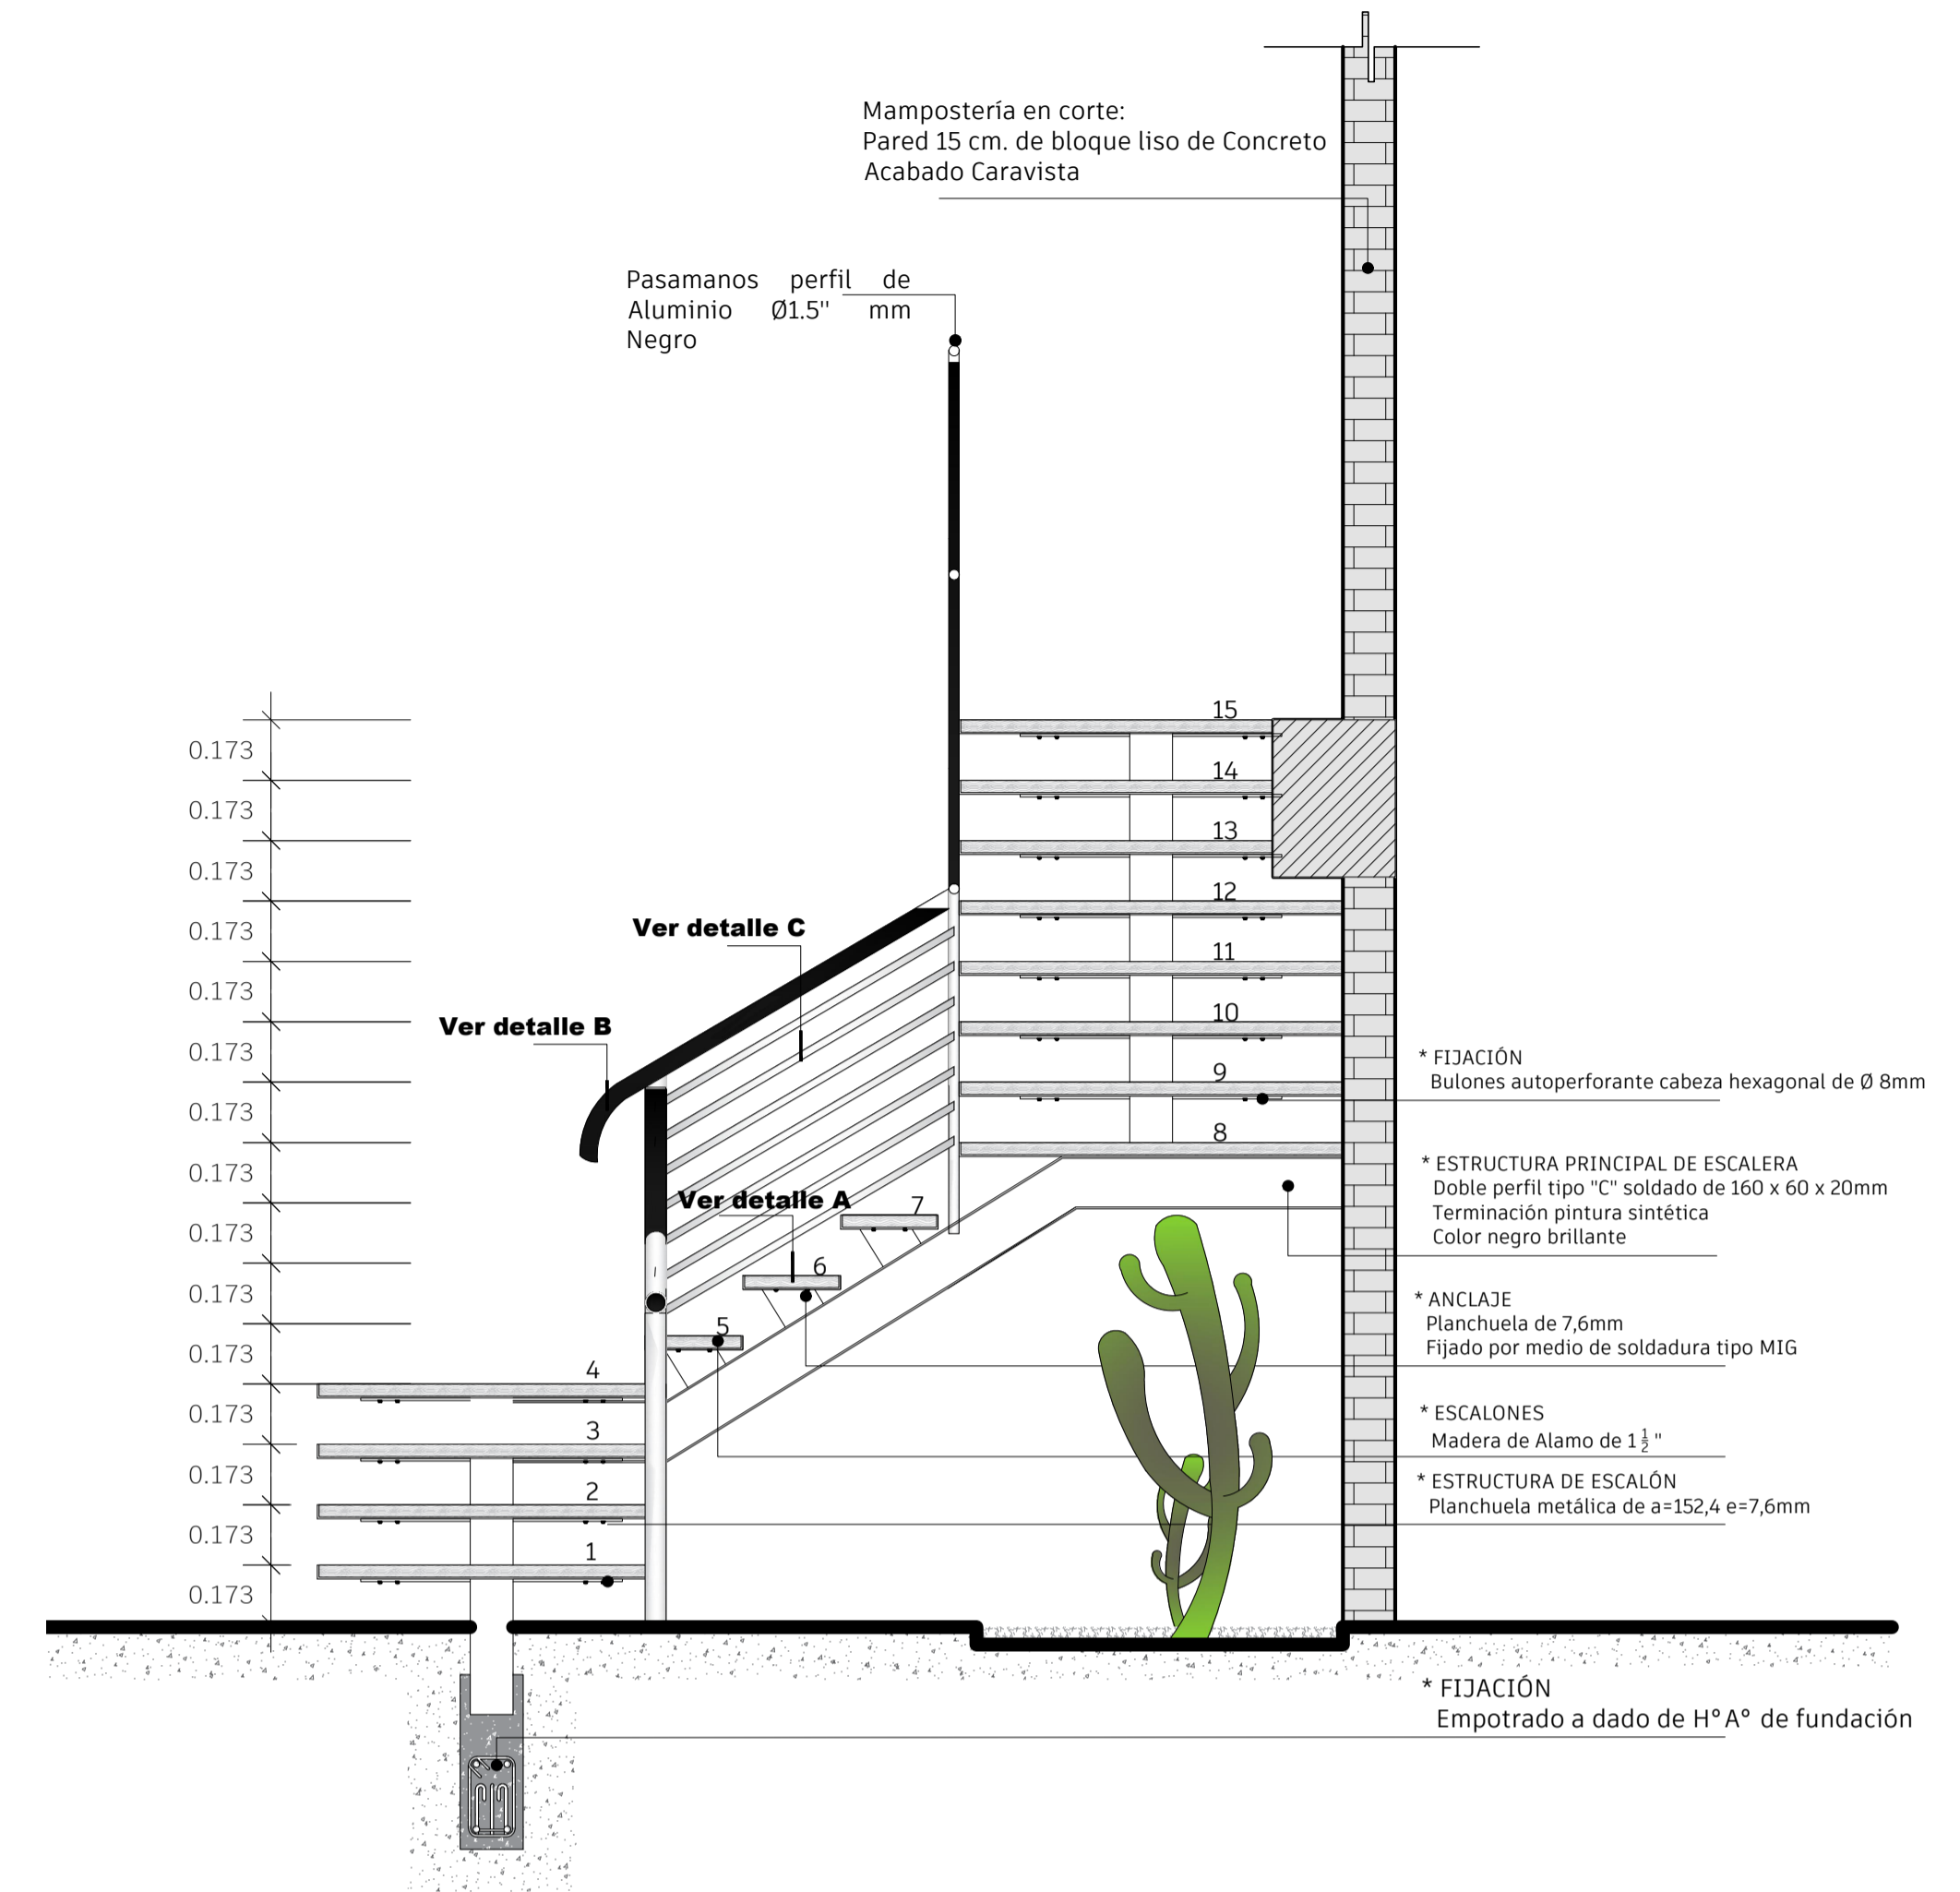 Mampostería en corte:
Pared 15 cm. de bloque liso de Concreto
Acabado Caravista
Pasamanos perfil de
Aluminio Ø1.5" mm
Negro
15
0.173
14
0.173
13
0.173
12
Ver detalle C
0.173
11
0.173
10
Ver detalle B
0.173
* FIJACIÓN
Bulones autoperforante cabeza hexagonal de Ø 8mm
9
0.173
8
* ESTRUCTURA PRINCIPAL DE ESCALERA
Doble perfil tipo "C" soldado de 160 x 60 x 20mm
Terminación pintura sintética
Color negro brillante
0.173
Ver detalle A
7
0.173
6
0.173
* ANCLAJE
Planchuela de 7,6mm
Fijado por medio de soldadura tipo MIG
5
0.173
4
0.173
* ESCALONES
Madera de Alamo de 1 1/2 "
3
0.173
* ESTRUCTURA DE ESCALÓN
Planchuela metálica de a=152,4 e=7,6mm
2
0.173
1
0.173
* FIJACIÓN
Empotrado a dado de H°A° de fundación